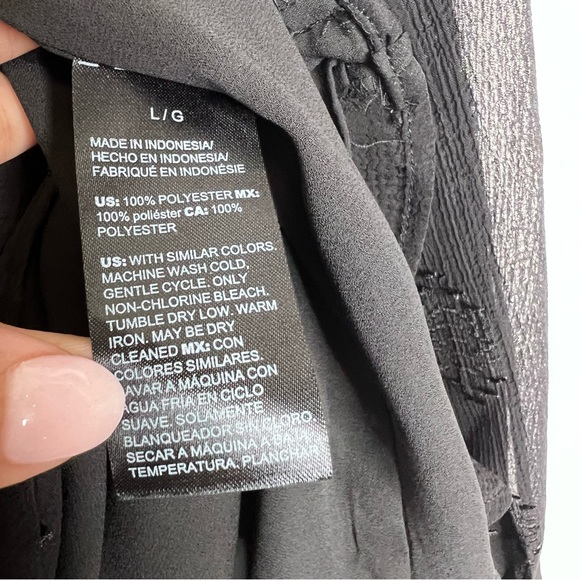 L/G
MADE IN INDONESIA/
HECHO EN INDONESIA/
FABRIQUÉ EN INDONÉSIE
US: 100% POLYESTER MX:
100% poliéster CA: 100%
POLYESTER
US: WITH SIMILAR COLORS.
MACHINE WASH COLD,
GENTLE CYCLE. ONLY
NON-CHLORINE BLEACH.
TUMBLE DRY LOW. WARM
IRON. MAY BE DRY
CLEANED MX: CON
COLORES SIMILARES.
LAVAR A MÁQUINA CON
AGUA FRIA EN CICLO
SUAVE. SOLAMENTE
BLANQUEADOR SIN CLORO.
SECAR A MÁQUINA A BAJA
TEMPERATURA. PLANCHAR